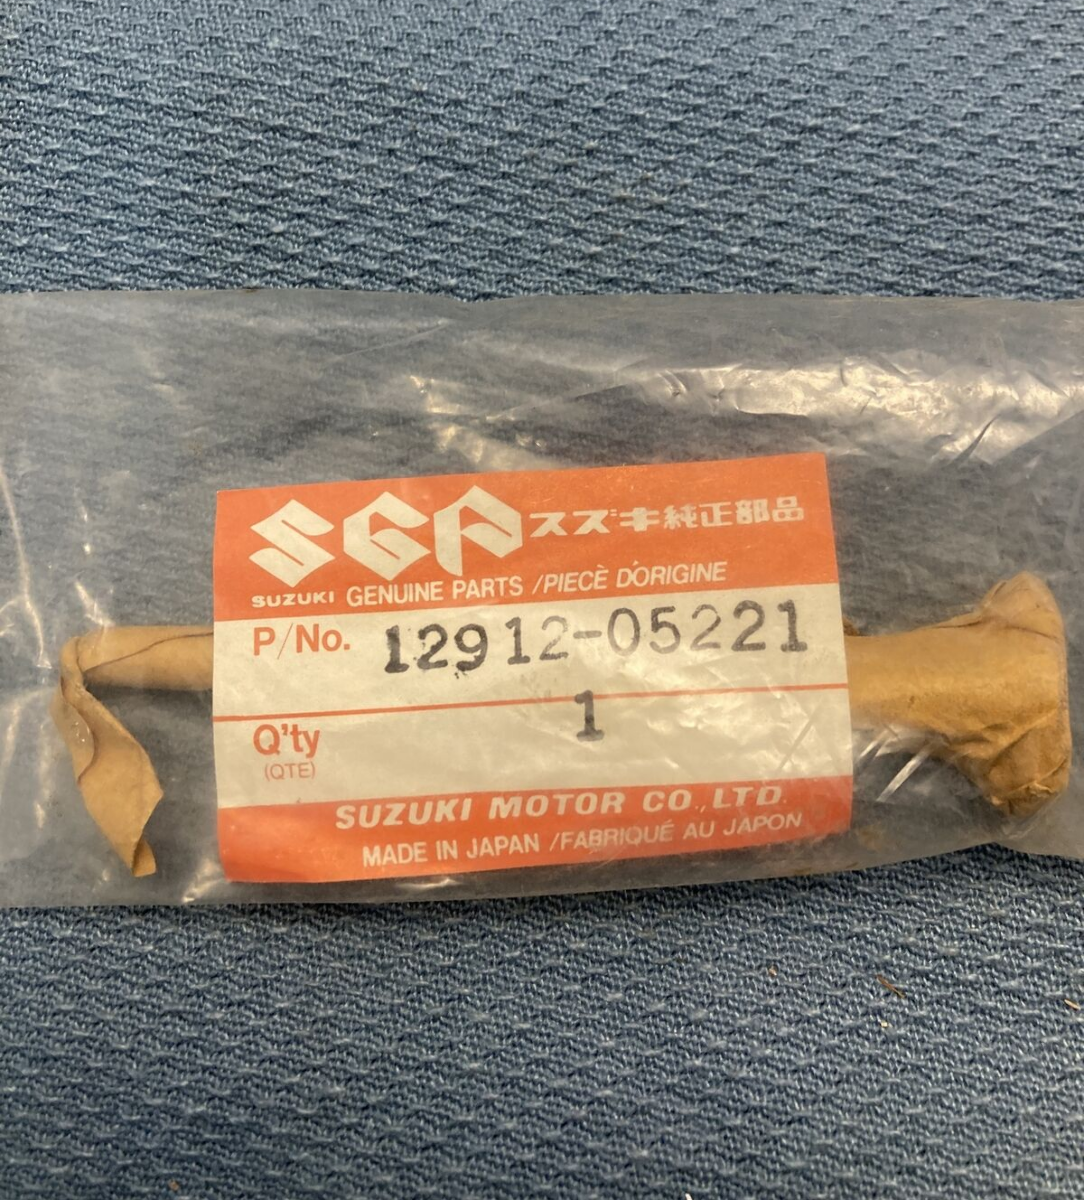 SGP スズキ純正部品
SUZUKI GENUINE PARTS /PIECÈ D'ORIGINE
P/No. 12912-05221
Q'ty 1
(QTE)
SUZUKI MOTOR CO., LTD.
MADE IN JAPAN /FABRIQUÉ AU JAPON